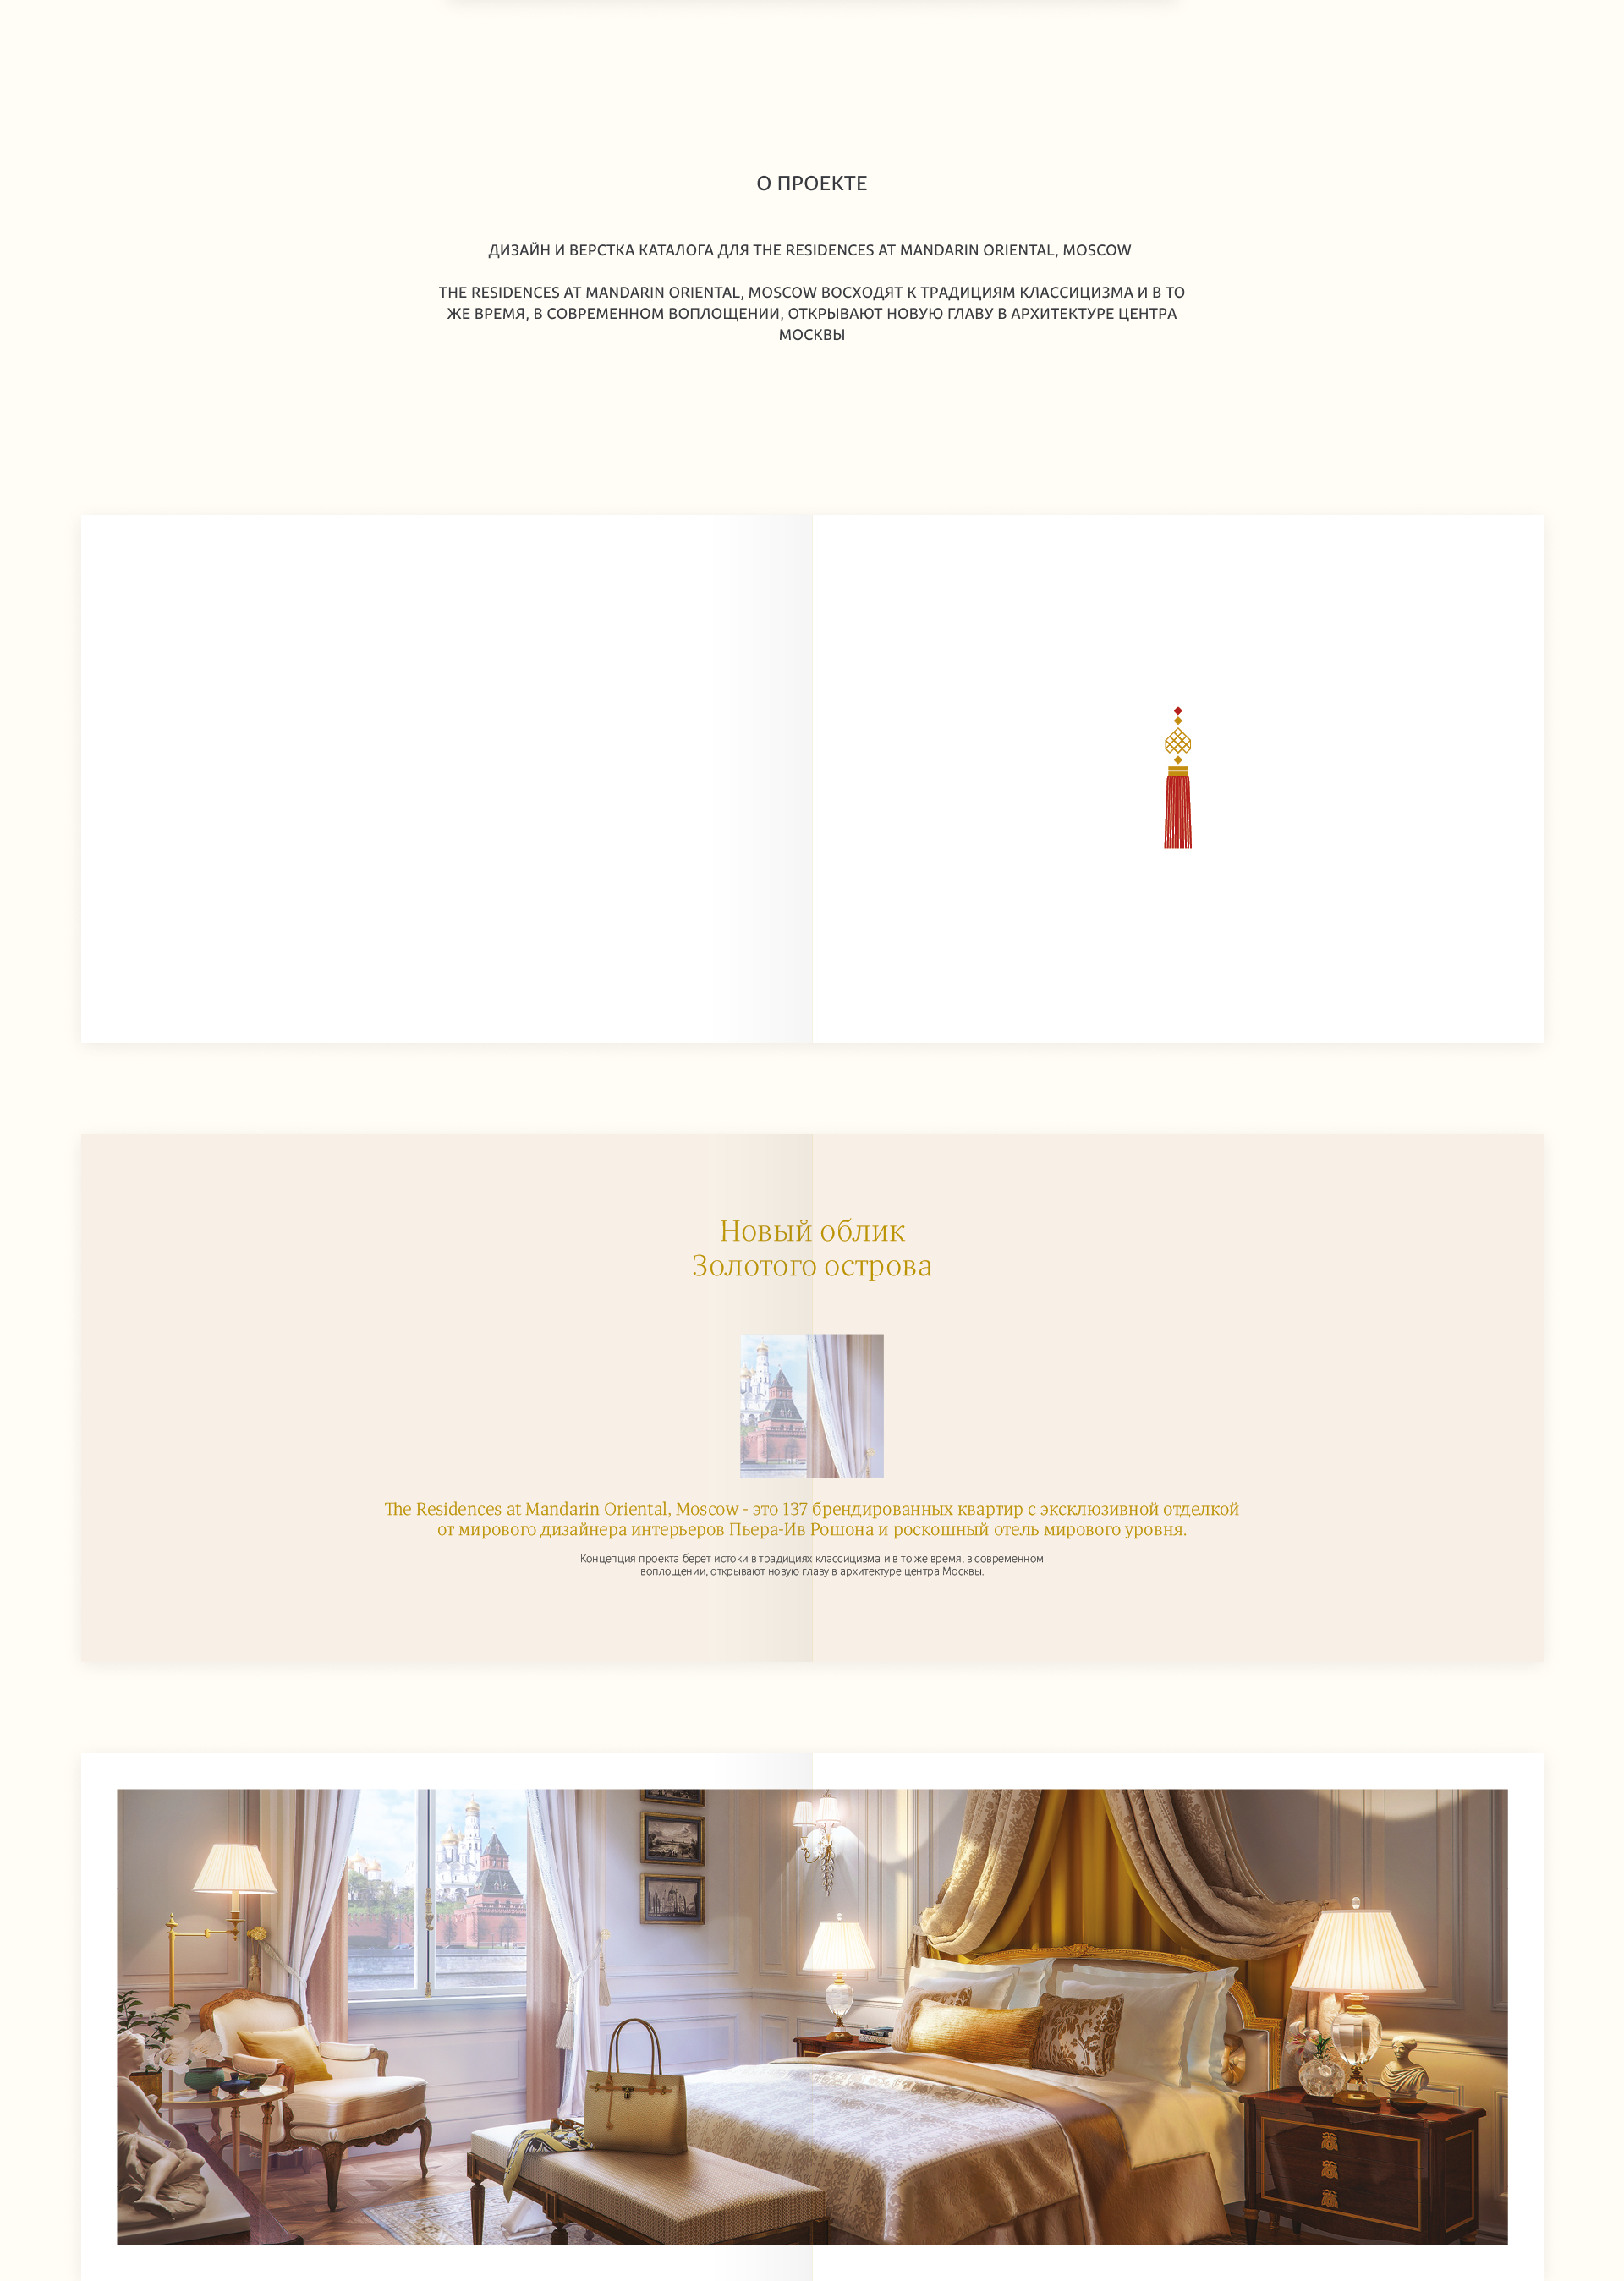 О ПРОЕКТЕ
ДИЗАЙН И ВЕРСТКА КАТАЛОГА ДЛЯ THE RESIDENCES AT MANDARIN ORIENTAL, MOSCOW
THE RESIDENCES AT MANDARIN ORIENTAL, MOSCOW ВОСХОДЯТ К ТРАДИЦИЯМ КЛАССИЦИЗМА И В ТО
ЖЕ ВРЕМЯ, В СОВРЕМЕННОМ ВОПЛОЩЕНИИ, ОТКРЫВАЮТ НОВУЮ ГЛАВУ В АРХИТЕКТУРЕ ЦЕНТРА
МОСКВЫ
Новый облик
Золотого острова
The Residences at Mandarin Oriental, Moscow - это 137 брендированных квартир с эксклюзивной отделкой
от мирового дизайнера интерьеров Пьера-Ив Рошона и роскошный отель мирового уровня.
Концепция проекта берет истоки в традициях классицизма и в то же время, в современном
воплощении, открывают новую главу в архитектуре центра Москвы.